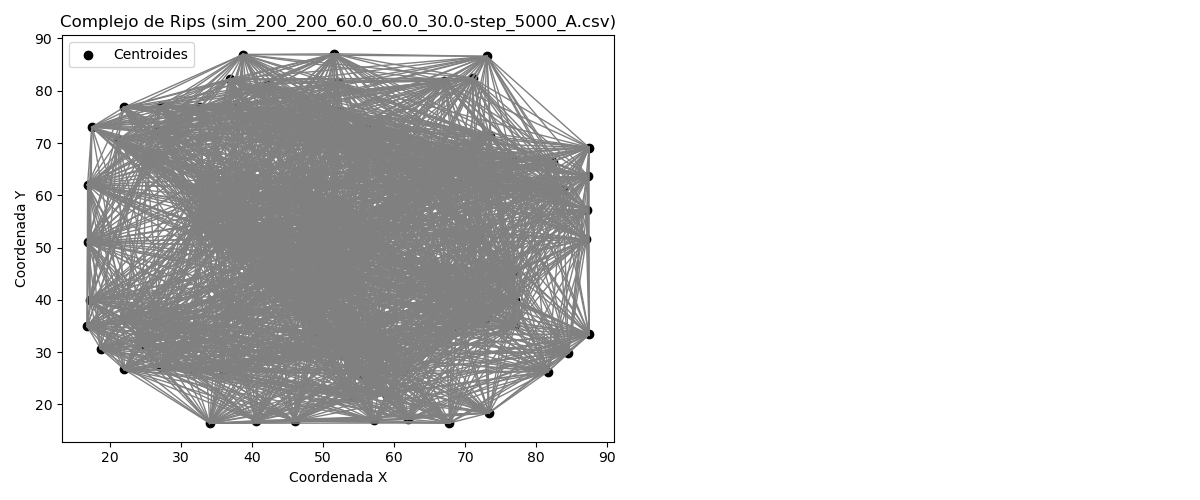 Complejo de Rips (sim_200_200_60.0_60.0_30.0-step_5000_A.csv)
Centroides
90
80
70
60
50
40
30
20
Coordenada Y
20 30 40 50 60 70 80 90
Coordenada X